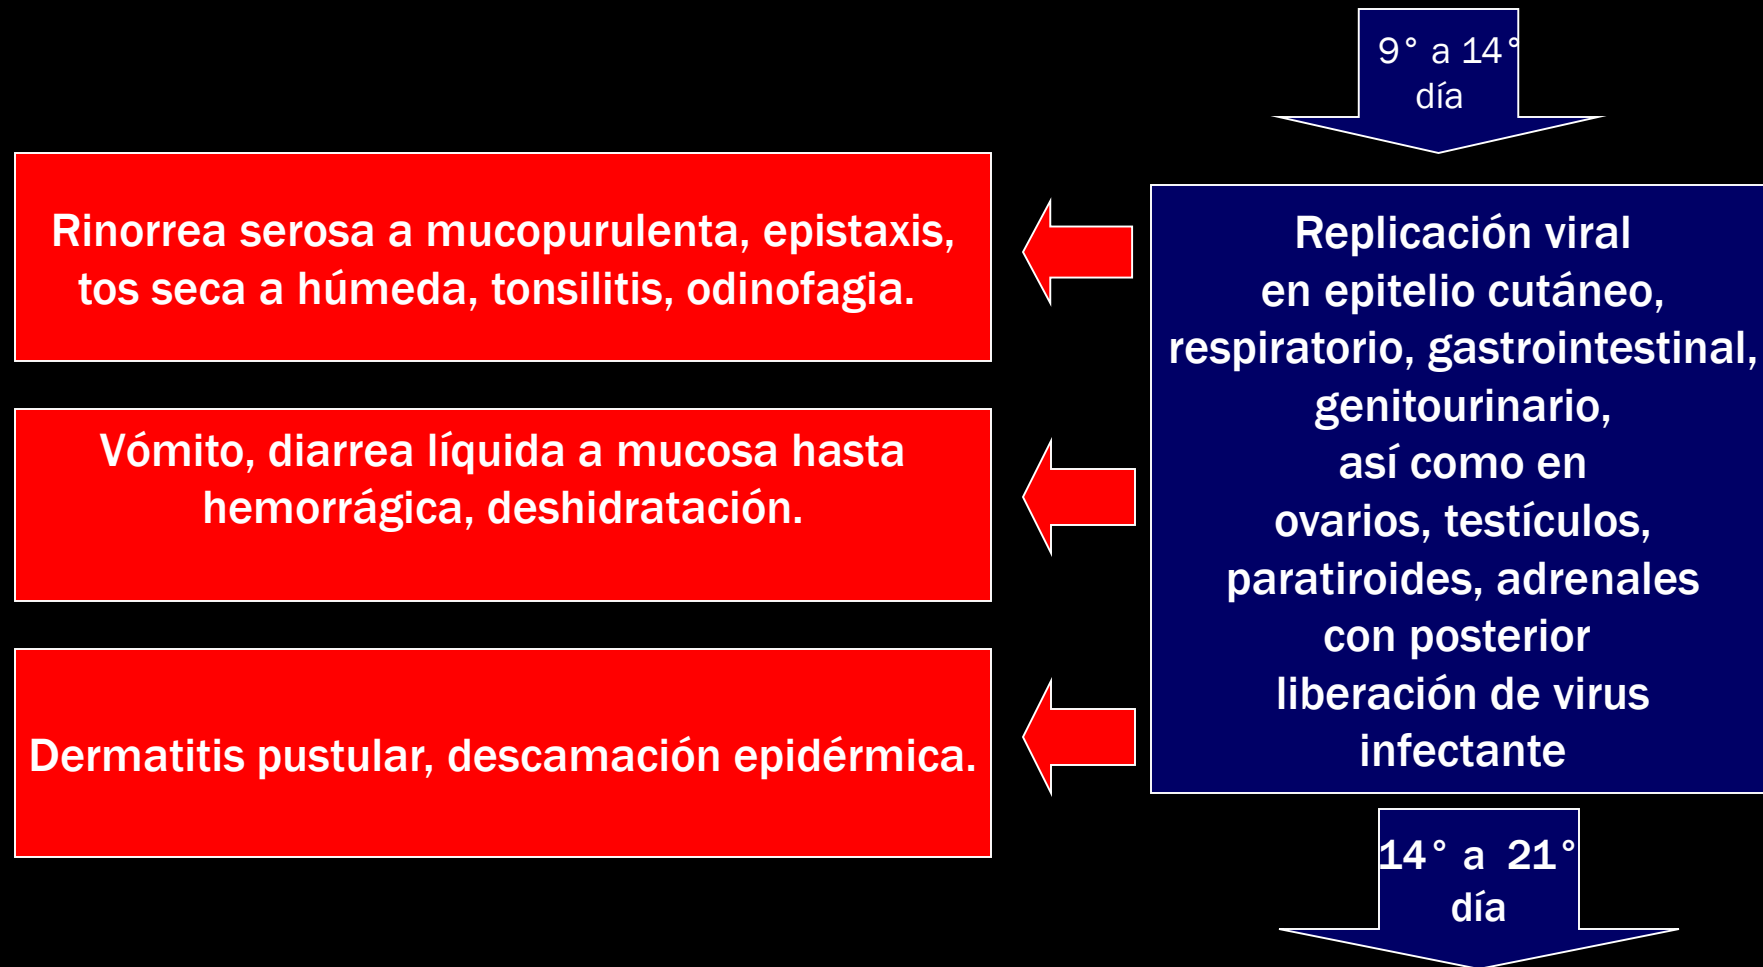 9° a 14°
día
Rinorrea serosa a mucopurulenta, epistaxis,
tos seca a húmeda, tonsilitis, odinofagia.
Vómito, diarrea líquida a mucosa hasta
hemorrágica, deshidratación.
Dermatitis pustular, descamación epidérmica.
Replicación viral
en epitelio cutáneo,
respiratorio, gastrointestinal,
genitourinario,
así como en
ovarios, testículos,
paratiroides, adrenales
con posterior
liberación de virus
infectante
14° a 21°
día